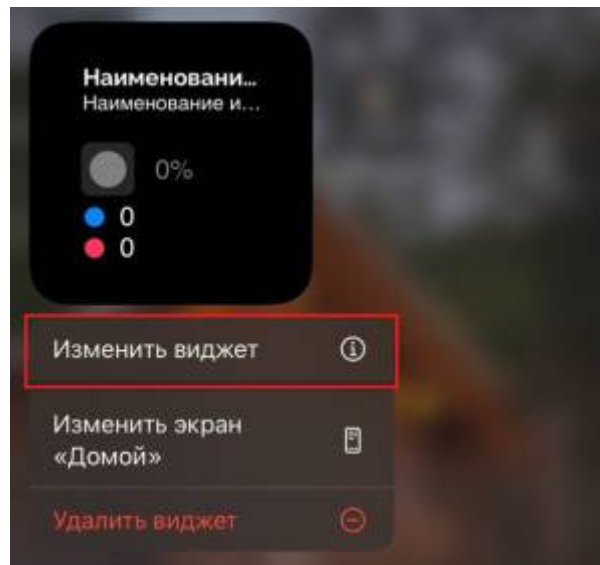 Наименовани...
Наименование и...
0%
0
0
Изменить виджет
Изменить экран
«Домой»
Удалить виджет